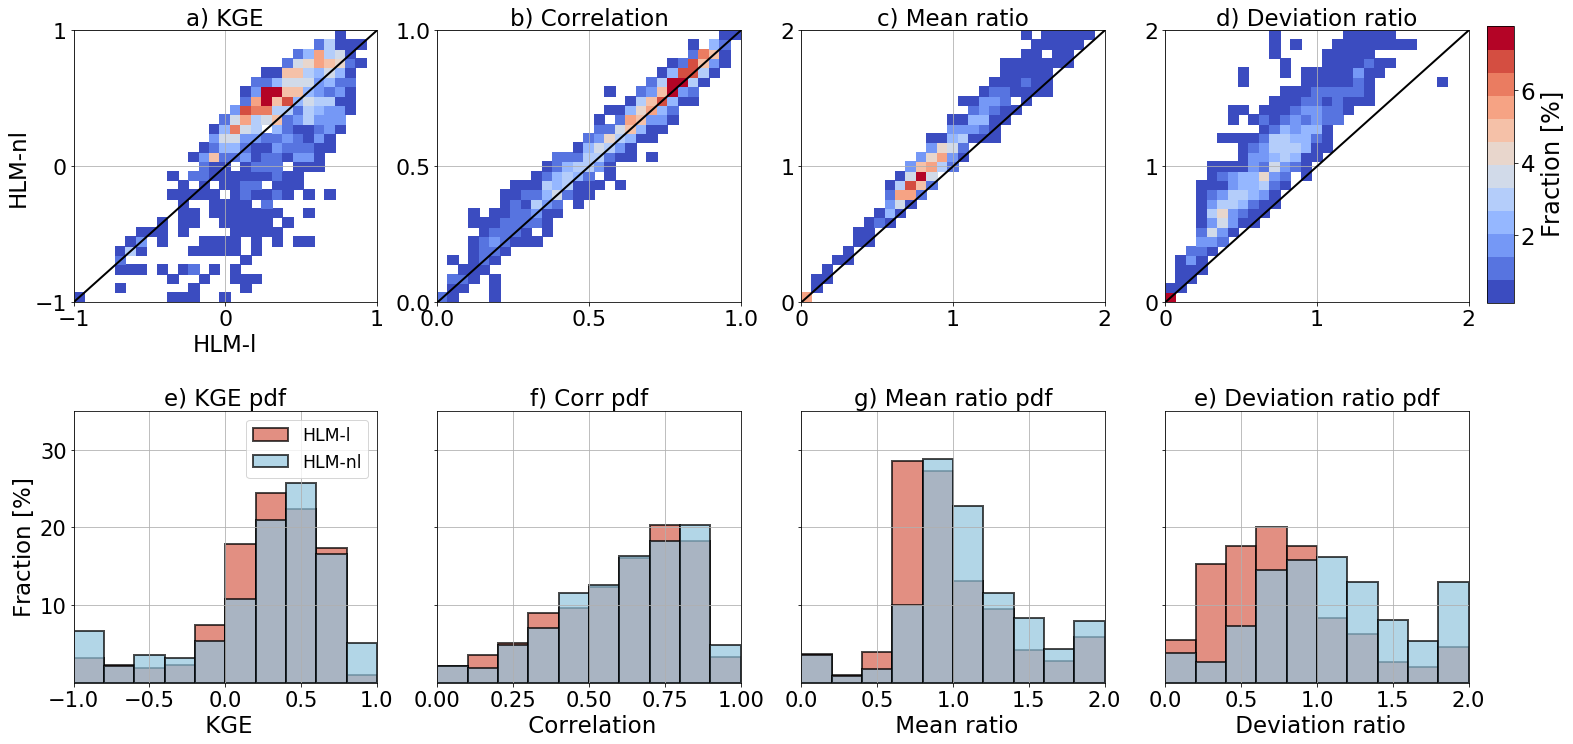 a) KGE
b) Correlation
c) Mean ratio
d) Deviation ratio
1
0
−1
HLM-nl
−1
0
1
HLM-l
1.0
0.5
0.0
0.0
0.5
1.0
2
1
0
0
1
2
2
1
0
0
1
2
6
4
2
Fraction [%]
e) KGE pdf
f) Corr pdf
g) Mean ratio pdf
e) Deviation ratio pdf
HLM-l
HLM-nl
30
20
10
Fraction [%]
−1.0
−0.5
0.0
0.5
1.0
KGE
0.00
0.25
0.50
0.75
1.00
Correlation
0.0
0.5
1.0
1.5
2.0
Mean ratio
0.0
0.5
1.0
1.5
2.0
Deviation ratio